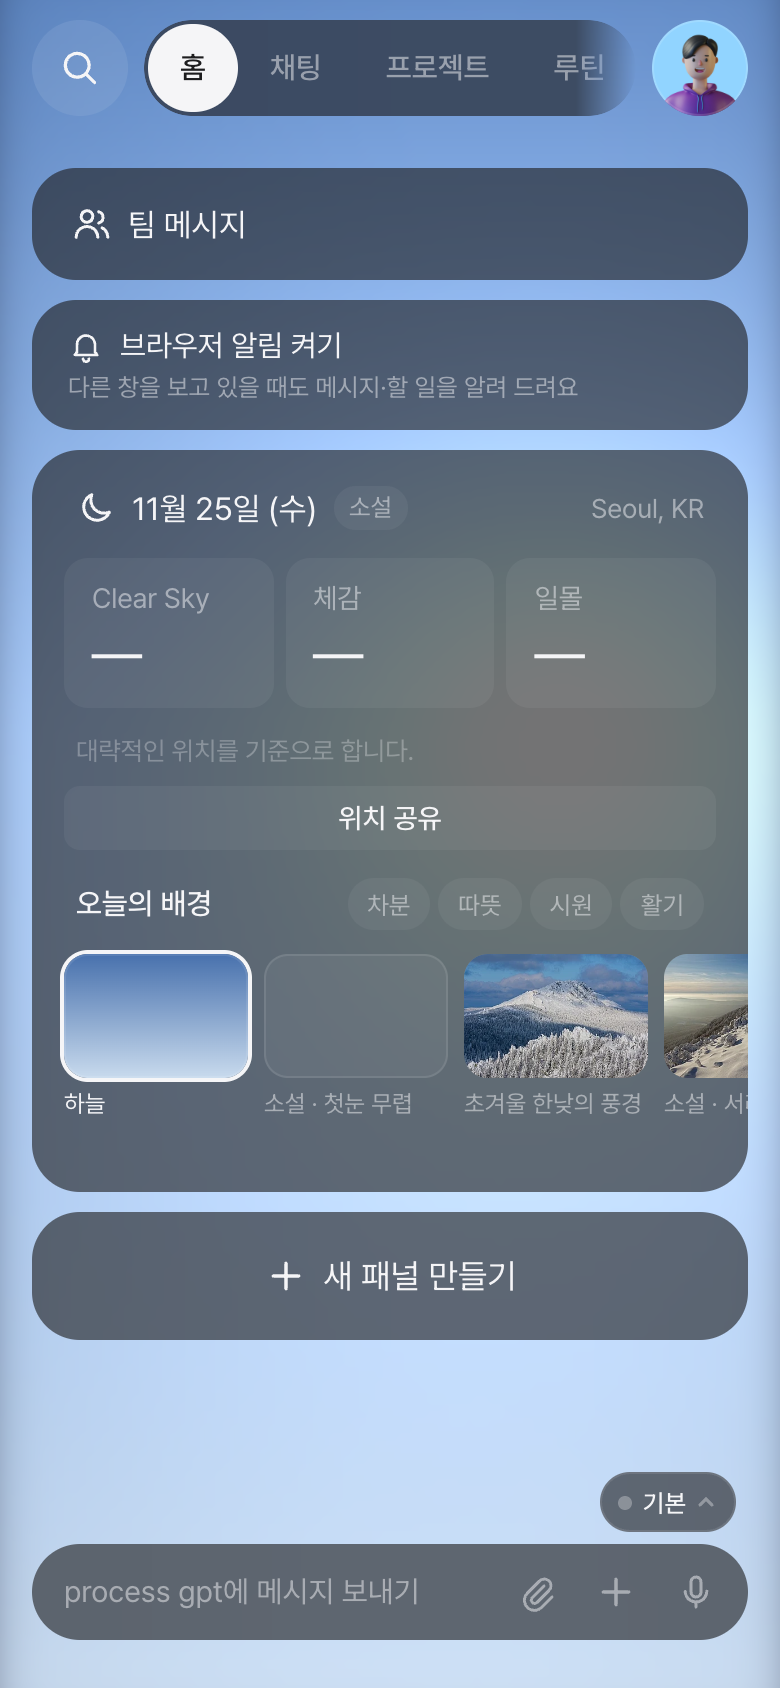 홈 채팅 프로젝트 루틴
팀 메시지
브라우저 알림 켜기
다른 창을 보고 있을 때도 메시지·할 일을 알려 드려요
11월 25일 (수) 소설 Seoul, KR
Clear Sky 체감 일몰
— — —
대략적인 위치를 기준으로 합니다.
위치 공유
오늘의 배경 차분 따뜻 시원 활기
하늘 소설 · 첫눈 무렵 초겨울 한낮의 풍경 소설 ·
새 패널 만들기
기본
process gpt에 메시지 보내기